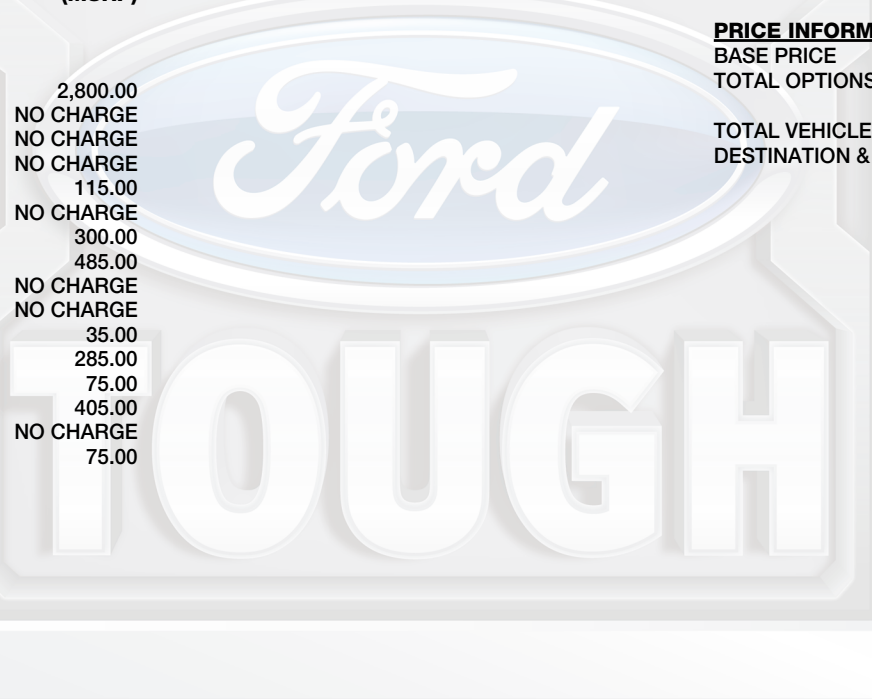 2,800.00
NO CHARGE
NO CHARGE
NO CHARGE
115.00
NO CHARGE
300.00
485.00
NO CHARGE
NO CHARGE
35.00
285.00
75.00
405.00
NO CHARGE
75.00
PRICE INFORM
BASE PRICE
TOTAL OPTIONS
TOTAL VEHICLE
DESTINATION &
Ford
TOUGH